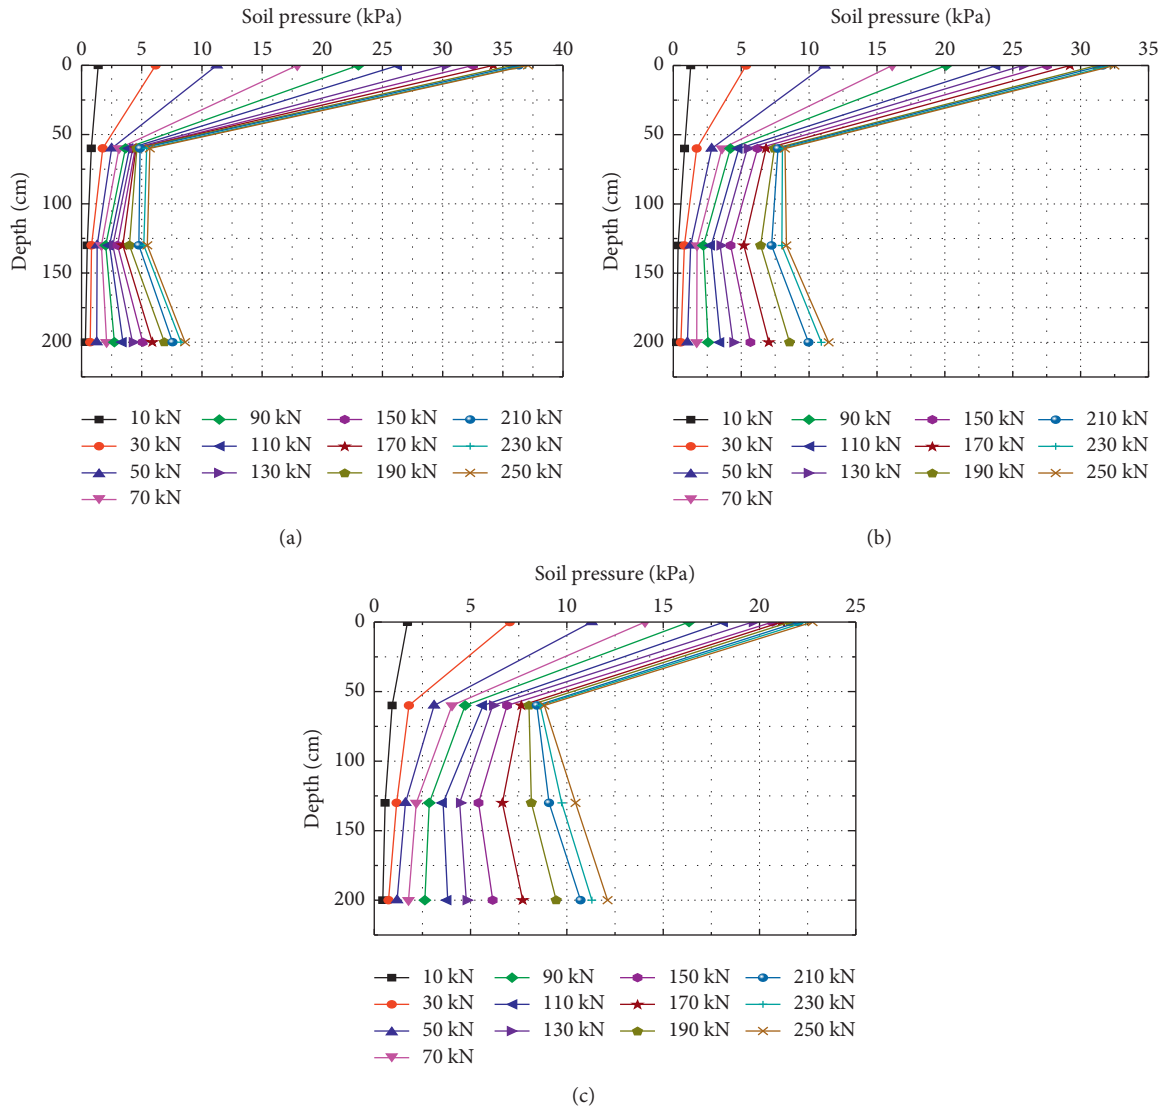 Soil pressure (kPa)
0 5 10 15 20 25 30 35 40
0
50
100
150
200
Depth (cm)
10 kN 90 kN 150 kN 210 kN
30 kN 110 kN 170 kN 230 kN
50 kN 130 kN 190 kN 250 kN
70 kN
(a)
Soil pressure (kPa)
0 5 10 15 20 25 30 35
0
50
100
150
200
Depth (cm)
10 kN 90 kN 150 kN 210 kN
30 kN 110 kN 170 kN 230 kN
50 kN 130 kN 190 kN 250 kN
70 kN
(b)
Soil pressure (kPa)
0 5 10 15 20 25
0
50
100
150
200
Depth (cm)
10 kN 90 kN 150 kN 210 kN
30 kN 110 kN 170 kN 230 kN
50 kN 130 kN 190 kN 250 kN
70 kN
(c)